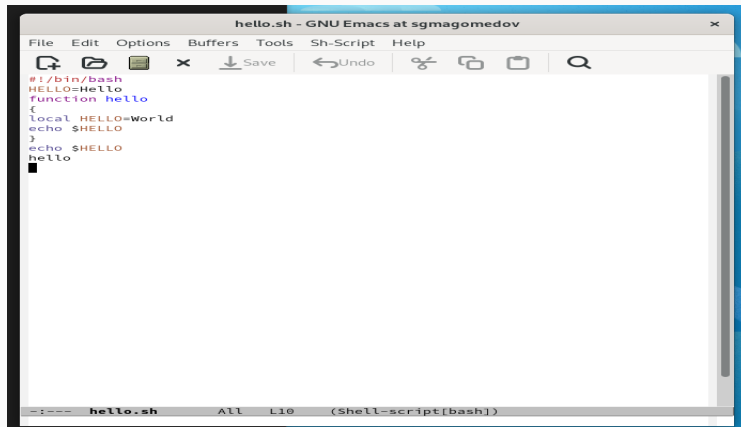 hello.sh - GNU Emacs at sgmagomedov
File Edit Options Buffers Tools Sh-Script Help
Save Undo
#!/bin/bash
HELLO=Hello
function hello
{
local HELLO=World
echo $HELLO
}
echo $HELLO
hello
-:--- hello.sh All L10 (Shell-script[bash])